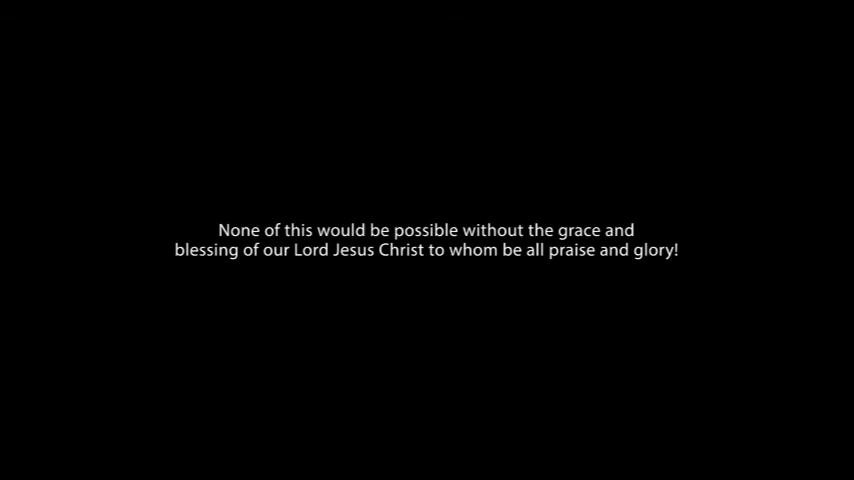 None of this would be possible without the grace and
blessing of our Lord Jesus Christ to whom be all praise and glory!